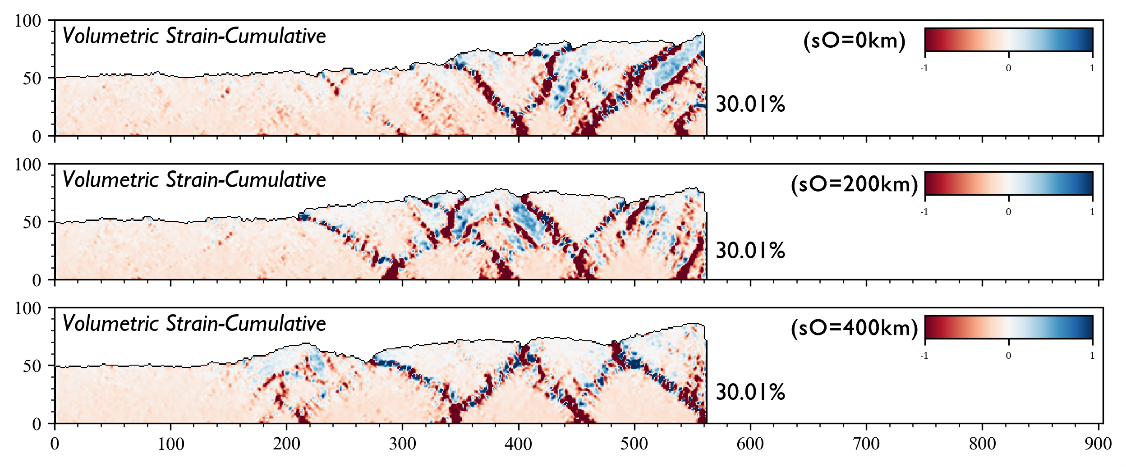 100
Volumetric Strain-Cumulative
(sO=0km)
-1 0 1
50
30.01%
0
100
Volumetric Strain-Cumulative
(sO=200km)
-1 0 1
50
30.01%
0
100
Volumetric Strain-Cumulative
(sO=400km)
-1 0 1
50
30.01%
0
0 100 200 300 400 500 600 700 800 900